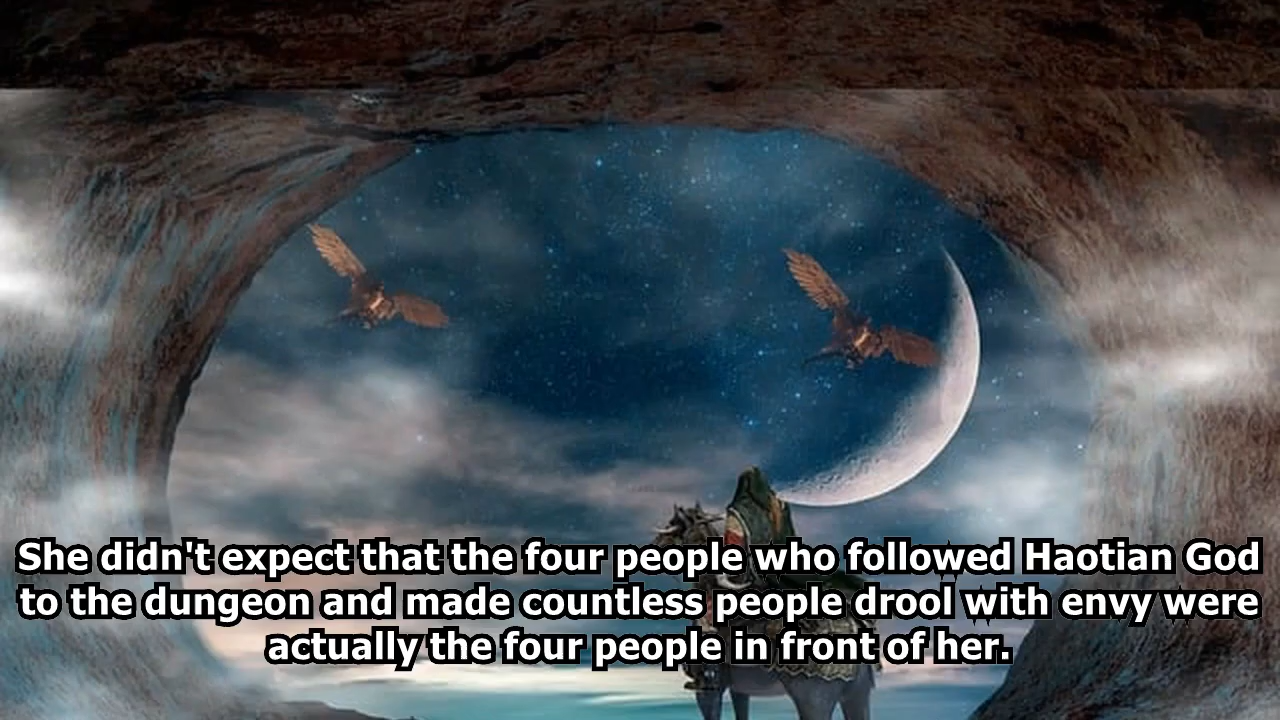 She didn't expect that the four people who followed Haotian God
to the dungeon and made countless people drool with envy were
actually the four people in front of her.